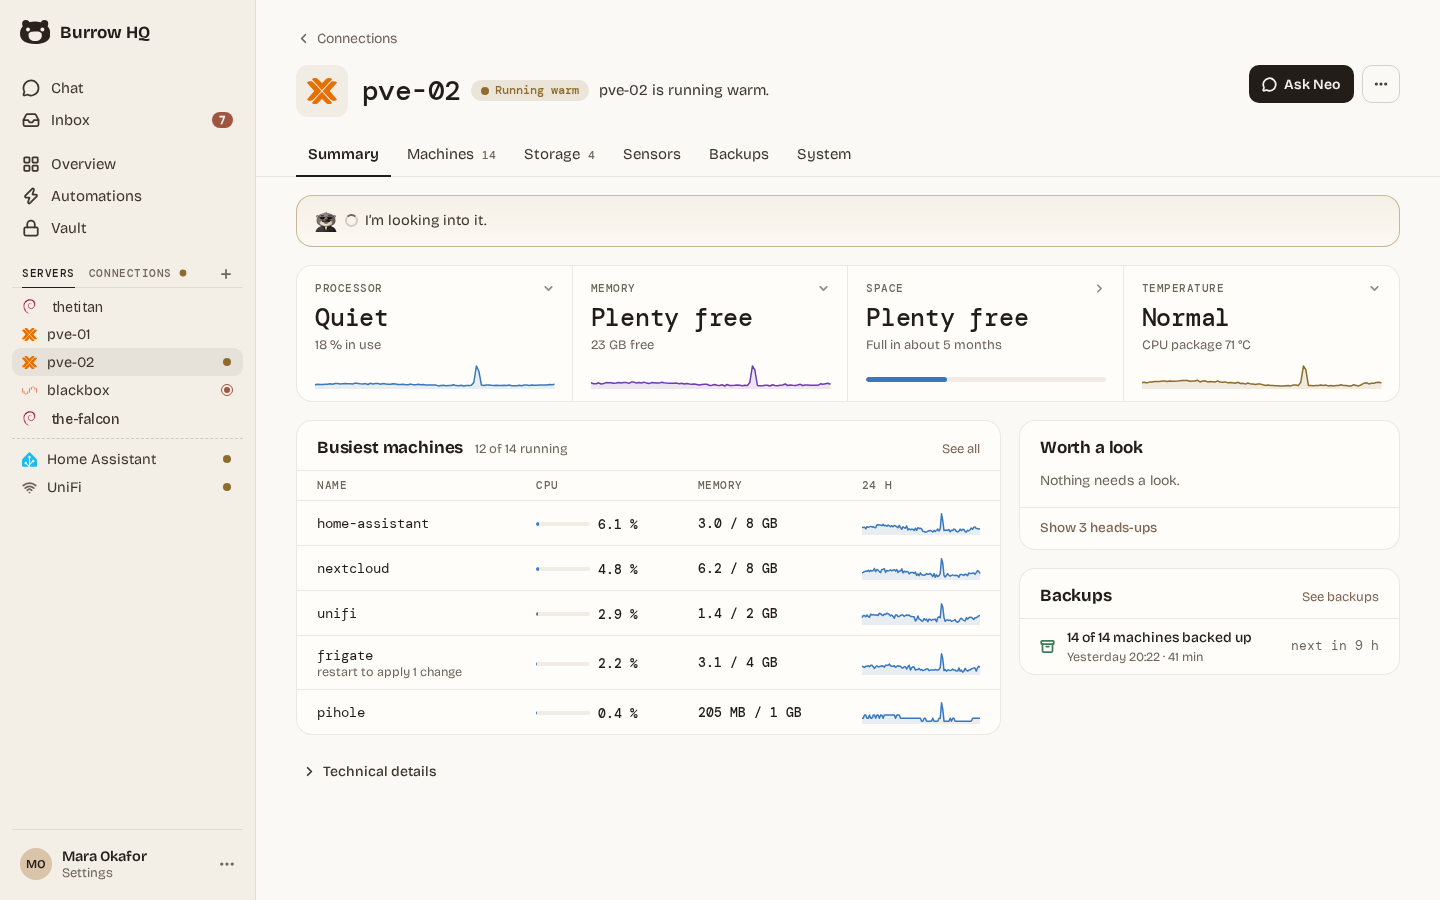 Burrow HQ
Chat
Inbox 7
Overview
Automations
Vault
SERVERS CONNECTIONS
thetitan
pve-01
pve-02
blackbox
the-falcon
Home Assistant
UniFi
MO Mara Okafor
Settings
Connections
pve-02 Running warm pve-02 is running warm.
Ask Neo
Summary Machines 14 Storage 4 Sensors Backups System
I'm looking into it.
PROCESSOR
Quiet
18 % in use
MEMORY
Plenty free
23 GB free
SPACE
Plenty free
Full in about 5 months
TEMPERATURE
Normal
CPU package 71 °C
Busiest machines 12 of 14 running See all
NAME CPU MEMORY 24 H
home-assistant 6.1 % 3.0 / 8 GB
nextcloud 4.8 % 6.2 / 8 GB
unifi 2.9 % 1.4 / 2 GB
frigate 2.2 % 3.1 / 4 GB
restart to apply 1 change
pihole 0.4 % 205 MB / 1 GB
Worth a look
Nothing needs a look.
Show 3 heads-ups
Backups See backups
14 of 14 machines backed up
Yesterday 20:22 · 41 min
next in 9 h
Technical details